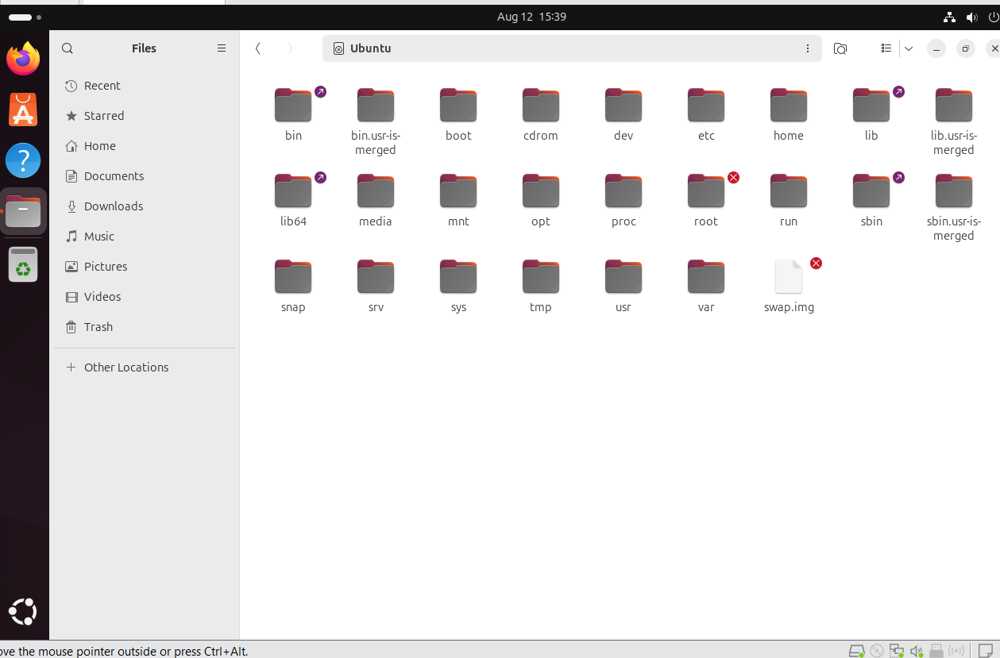 Aug 12 15:39
Files
Ubuntu
Recent
Starred
Home
Documents
Downloads
Music
Pictures
Videos
Trash
Other Locations
bin
bin.usr-is-
merged
boot
cdrom
dev
etc
home
lib
lib.usr-is-
merged
lib64
media
mnt
opt
proc
root
run
sbin
sbin.usr-is-
merged
snap
srv
sys
tmp
usr
var
swap.img
ove the mouse pointer outside or press Ctrl+Alt.